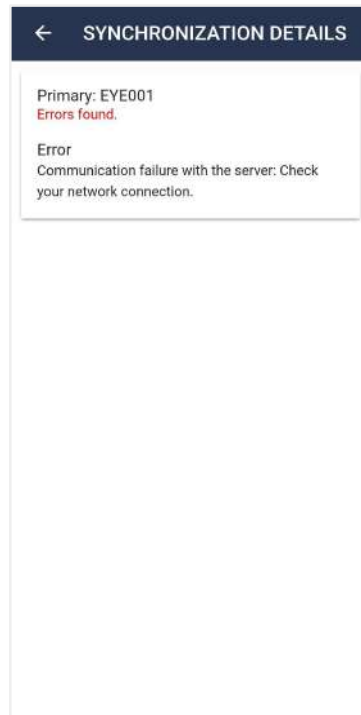 SYNCHRONIZATION DETAILS
Primary: EYE001
Errors found.
Error
Communication failure with the server: Check
your network connection.